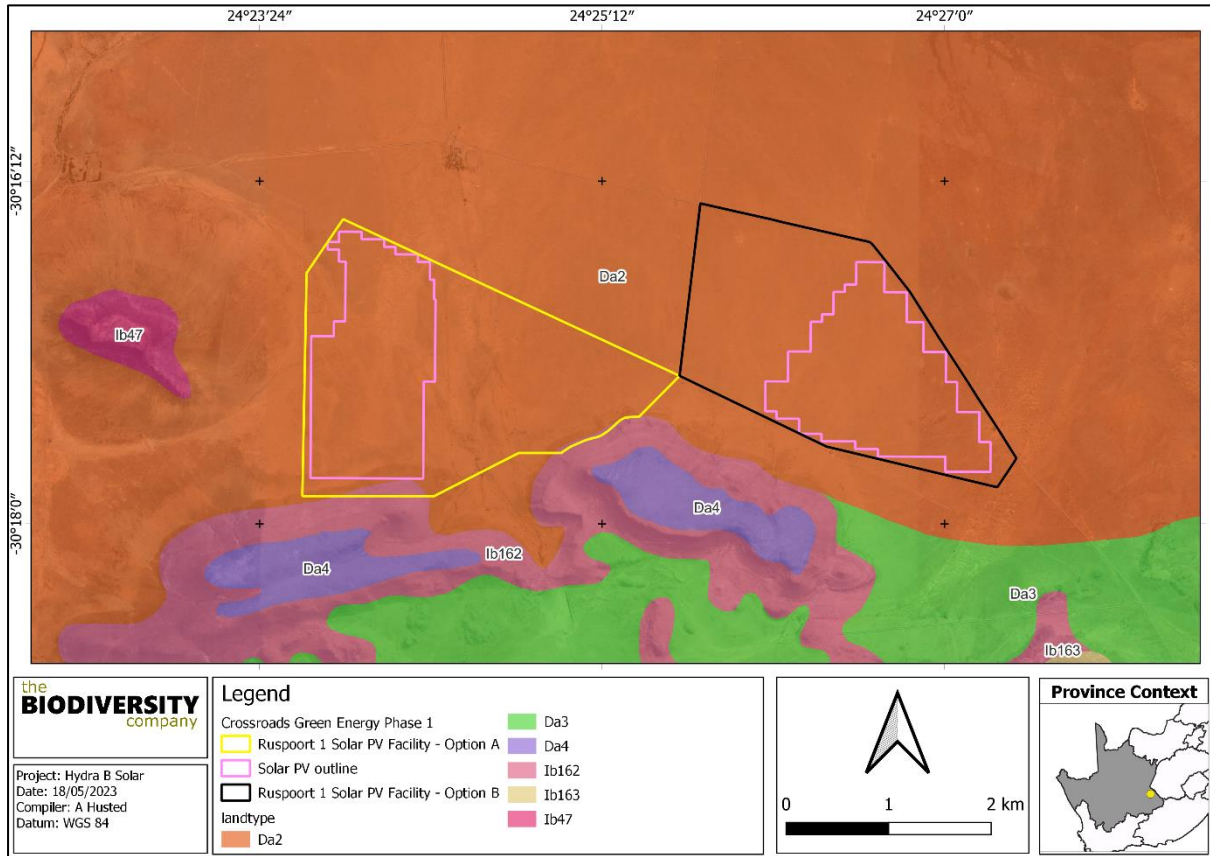 24°23′24″ 24°25′12″ 24°27′0″
-30°16′12″
-30°18′0″
Da2
Ib47
Da4
Da4
Ib162
Da3
Ib163
the
BIODIVERSITY
company
Project: Hydra B Solar
Date: 18/05/2023
Compiler: A Husted
Datum: WGS 84
Legend
Crossroads Green Energy Phase 1
Ruspoort 1 Solar PV Facility - Option A
Solar PV outline
Ruspoort 1 Solar PV Facility - Option B
landtype
Da2
Da3
Da4
Ib162
Ib163
Ib47
0 1 2 km
Province Context